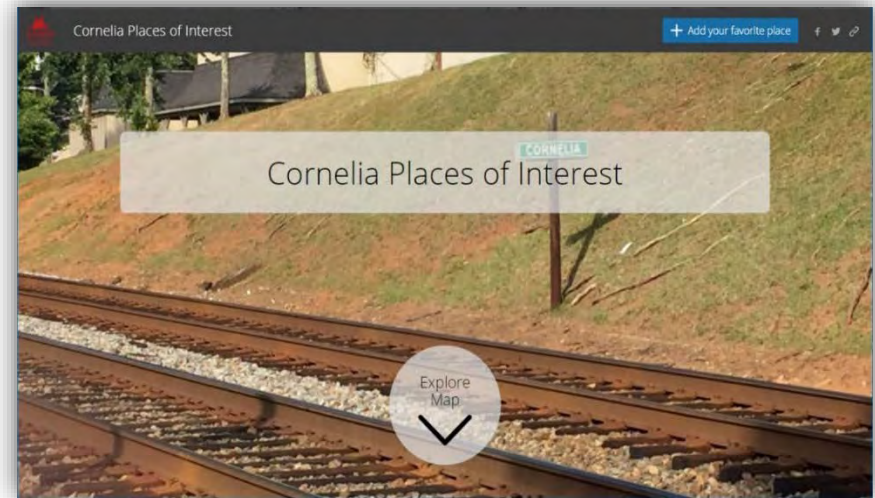 Cornelia Places of Interest
+ Add your favorite place
CORNELIA
Cornelia Places of Interest
Explore
Map